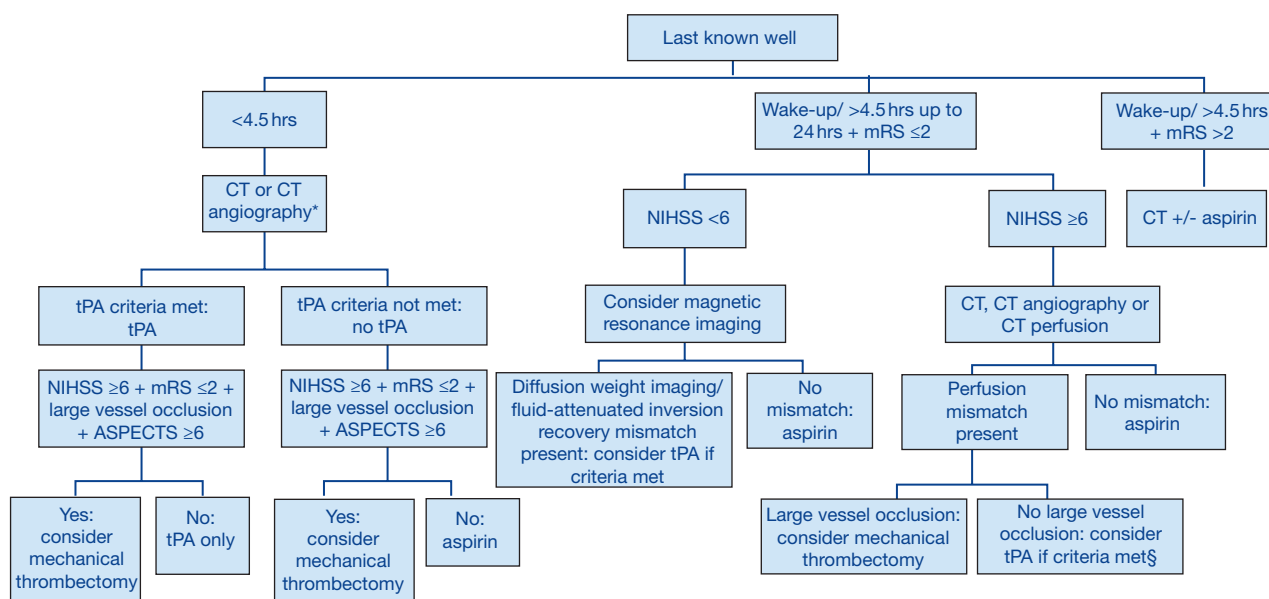 Last known well
<4.5 hrs
Wake-up/ >4.5 hrs up to
24 hrs + mRS ≤2
Wake-up/ >4.5 hrs
+ mRS >2
CT or CT
angiography*
NIHSS <6
NIHSS ≥6
CT +/- aspirin
tPA criteria met:
tPA
tPA criteria not met:
no tPA
Consider magnetic
resonance imaging
CT, CT angiography or
CT perfusion
NIHSS ≥6 + mRS ≤2 +
large vessel occlusion
+ ASPECTS ≥6
NIHSS ≥6 + mRS ≤2 +
large vessel occlusion
+ ASPECTS ≥6
Diffusion weight imaging/
fluid-attenuated inversion
recovery mismatch
present: consider tPA if
criteria met
No
mismatch:
aspirin
Perfusion
mismatch
present
No mismatch:
aspirin
Yes:
consider
mechanical
thrombectomy
No:
tPA only
Yes:
consider
mechanical
thrombectomy
No:
aspirin
Large vessel occlusion:
consider mechanical
thrombectomy
No large vessel
occlusion: consider
tPA if criteria met§